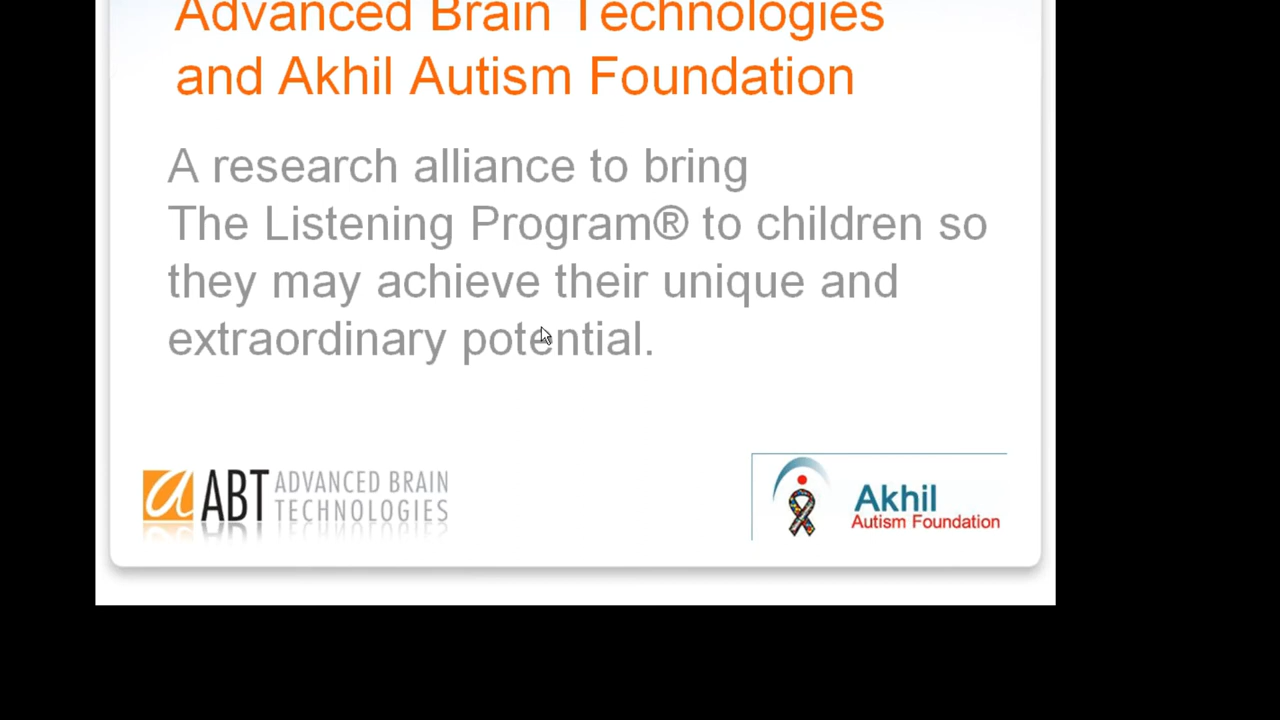 Advanced Brain Technologies
and Akhil Autism Foundation
A research alliance to bring
The Listening Program® to children so
they may achieve their unique and
extraordinary potential.
a ABT ADVANCED BRAIN
TECHNOLOGIES
Akhil
Autism Foundation